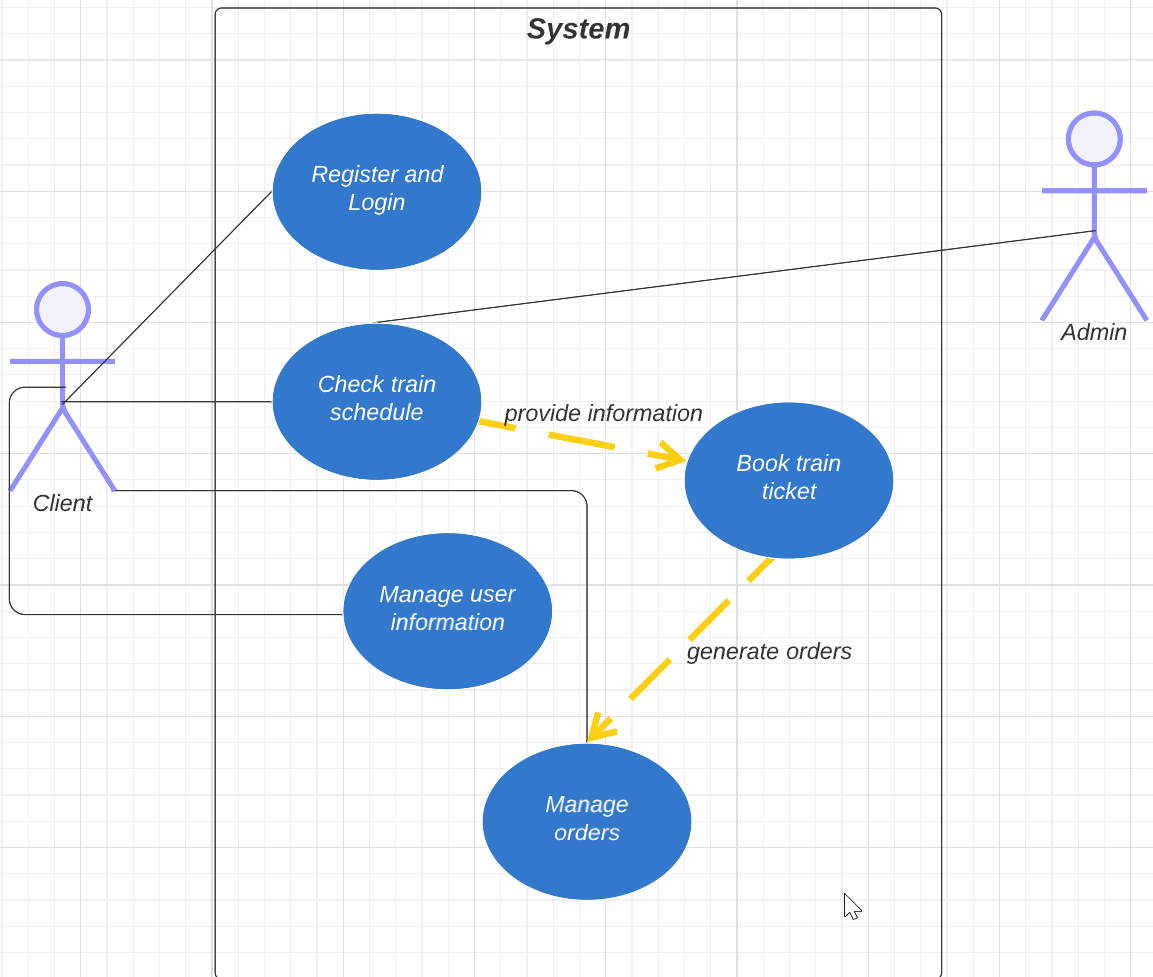 System
Register and
Login
Admin
Check train
schedule
provide information
Book train
ticket
Client
Manage user
information
generate orders
Manage
orders